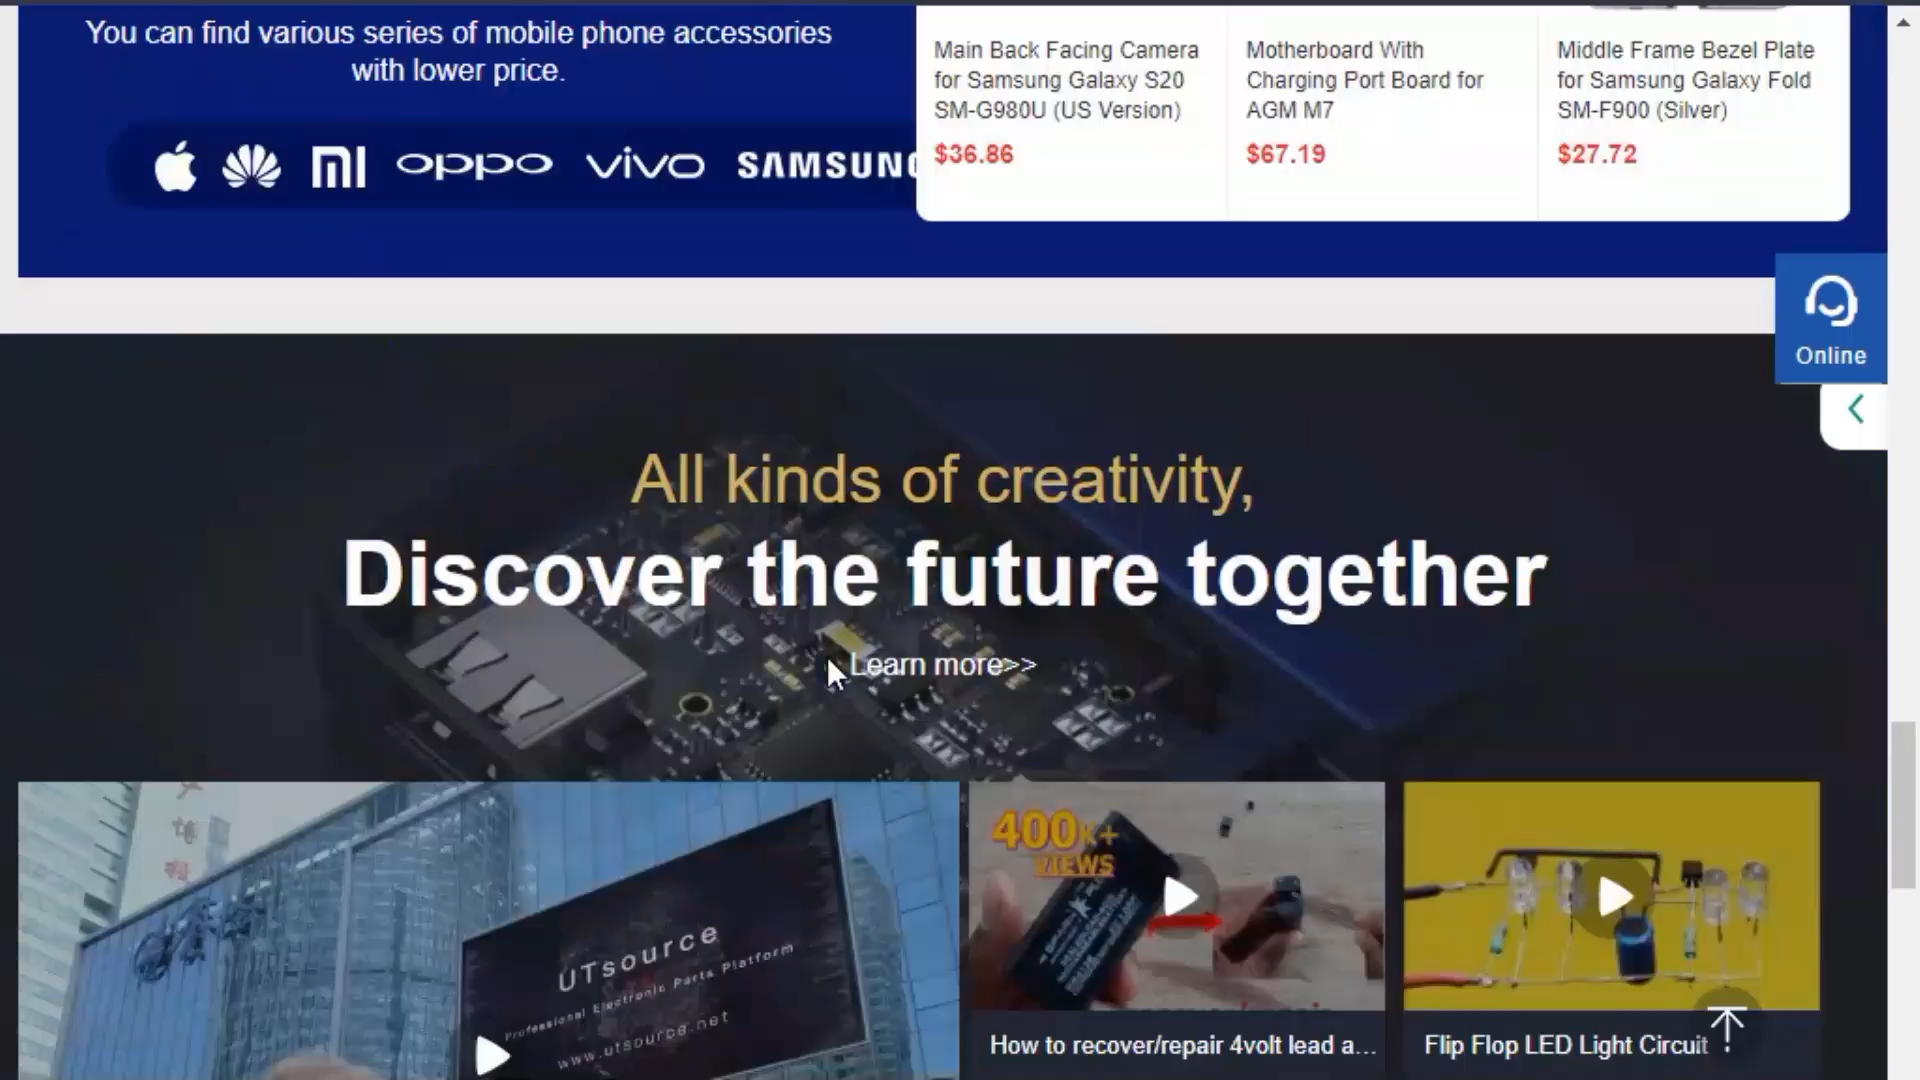 You can find various series of mobile phone accessories
with lower price.
mi oppo vivo SAMSUNG
Main Back Facing Camera
for Samsung Galaxy S20
SM-G980U (US Version)
$36.86
Motherboard With
Charging Port Board for
AGM M7
$67.19
Middle Frame Bezel Plate
for Samsung Galaxy Fold
SM-F900 (Silver)
$27.72
Online
All kinds of creativity,
Discover the future together
Learn more>>
UTsource
Professional Electronic Parts Platform
www.utsource.net
400K+
VIEWS
How to recover/repair 4volt lead a...
Flip Flop LED Light Circuit